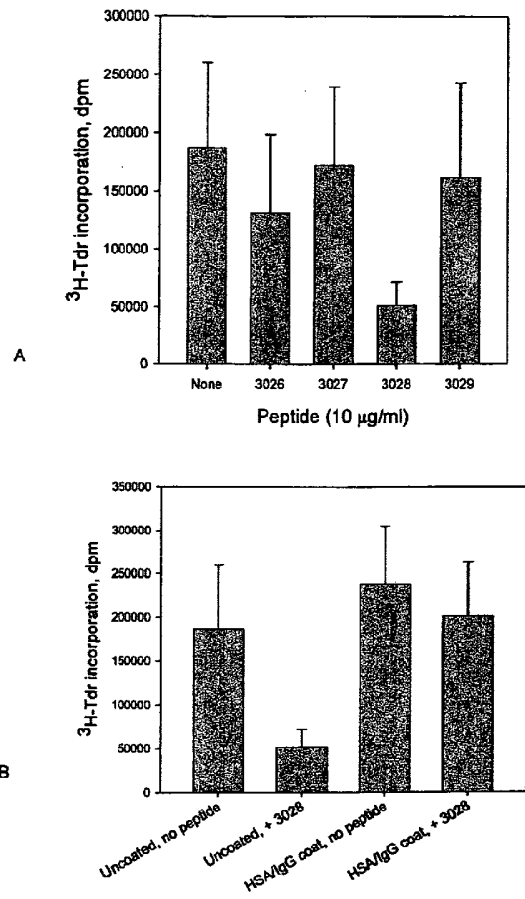 300000
250000
200000
150000
100000
50000
0
³H-Tdr incorporation, dpm
None 3026 3027 3028 3029
Peptide (10 µg/ml)
A
350000
300000
250000
200000
150000
100000
50000
0
³H-Tdr incorporation, dpm
Uncoated, no peptide
Uncoated, + 3028
HSA/IgG coat, no peptide
HSA/IgG coat, + 3028
B